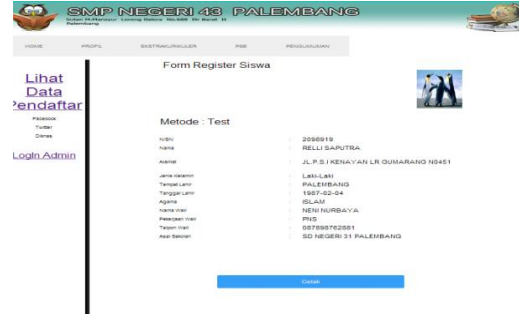 SMP NEGERI 43 PALEMBANG
Palembang
HOME PROFIL EKSTRAKURIKULER PSB PENGUMUMAN
Form Register Siswa
Lihat
Data
Pendaftar
Facebook
Twitter
Diknas
Login Admin
Metode : Test
NISN : 2098919
Nama : RELLI SAPUTRA
Alamat : JL.P.S.I KENAYAN LR GUMARANG N0451
Jenis Kelamin : Laki-Laki
Tempat Lahir : PALEMBANG
Tanggal Lahir : 1987-02-04
Agama : ISLAM
Nama Wali : NENI NURBAYA
Pekerjaan Wali : PNS
Telpon Wali : 087898762881
Asal Sekolah : SD NEGERI 31 PALEMBANG
Cetak